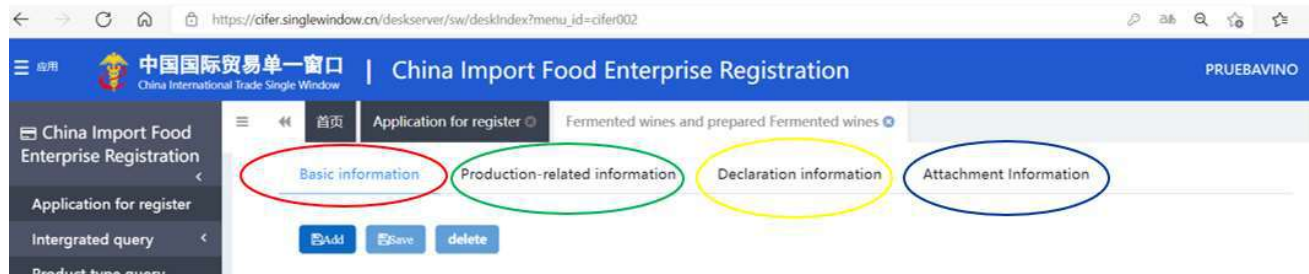 https://cifer.singlewindow.cn/deskserver/sw/deskIndex?menu_id=cifer002
应用
中国国际贸易单一窗口
China International Trade Single Window
| China Import Food Enterprise Registration
PRUEBAVINO
China Import Food
Enterprise Registration
首页
Application for register
Fermented wines and prepared Fermented wines
Basic information
Production-related information
Declaration information
Attachment Information
Application for register
Intergrated query
Product type query
Add
Save
delete